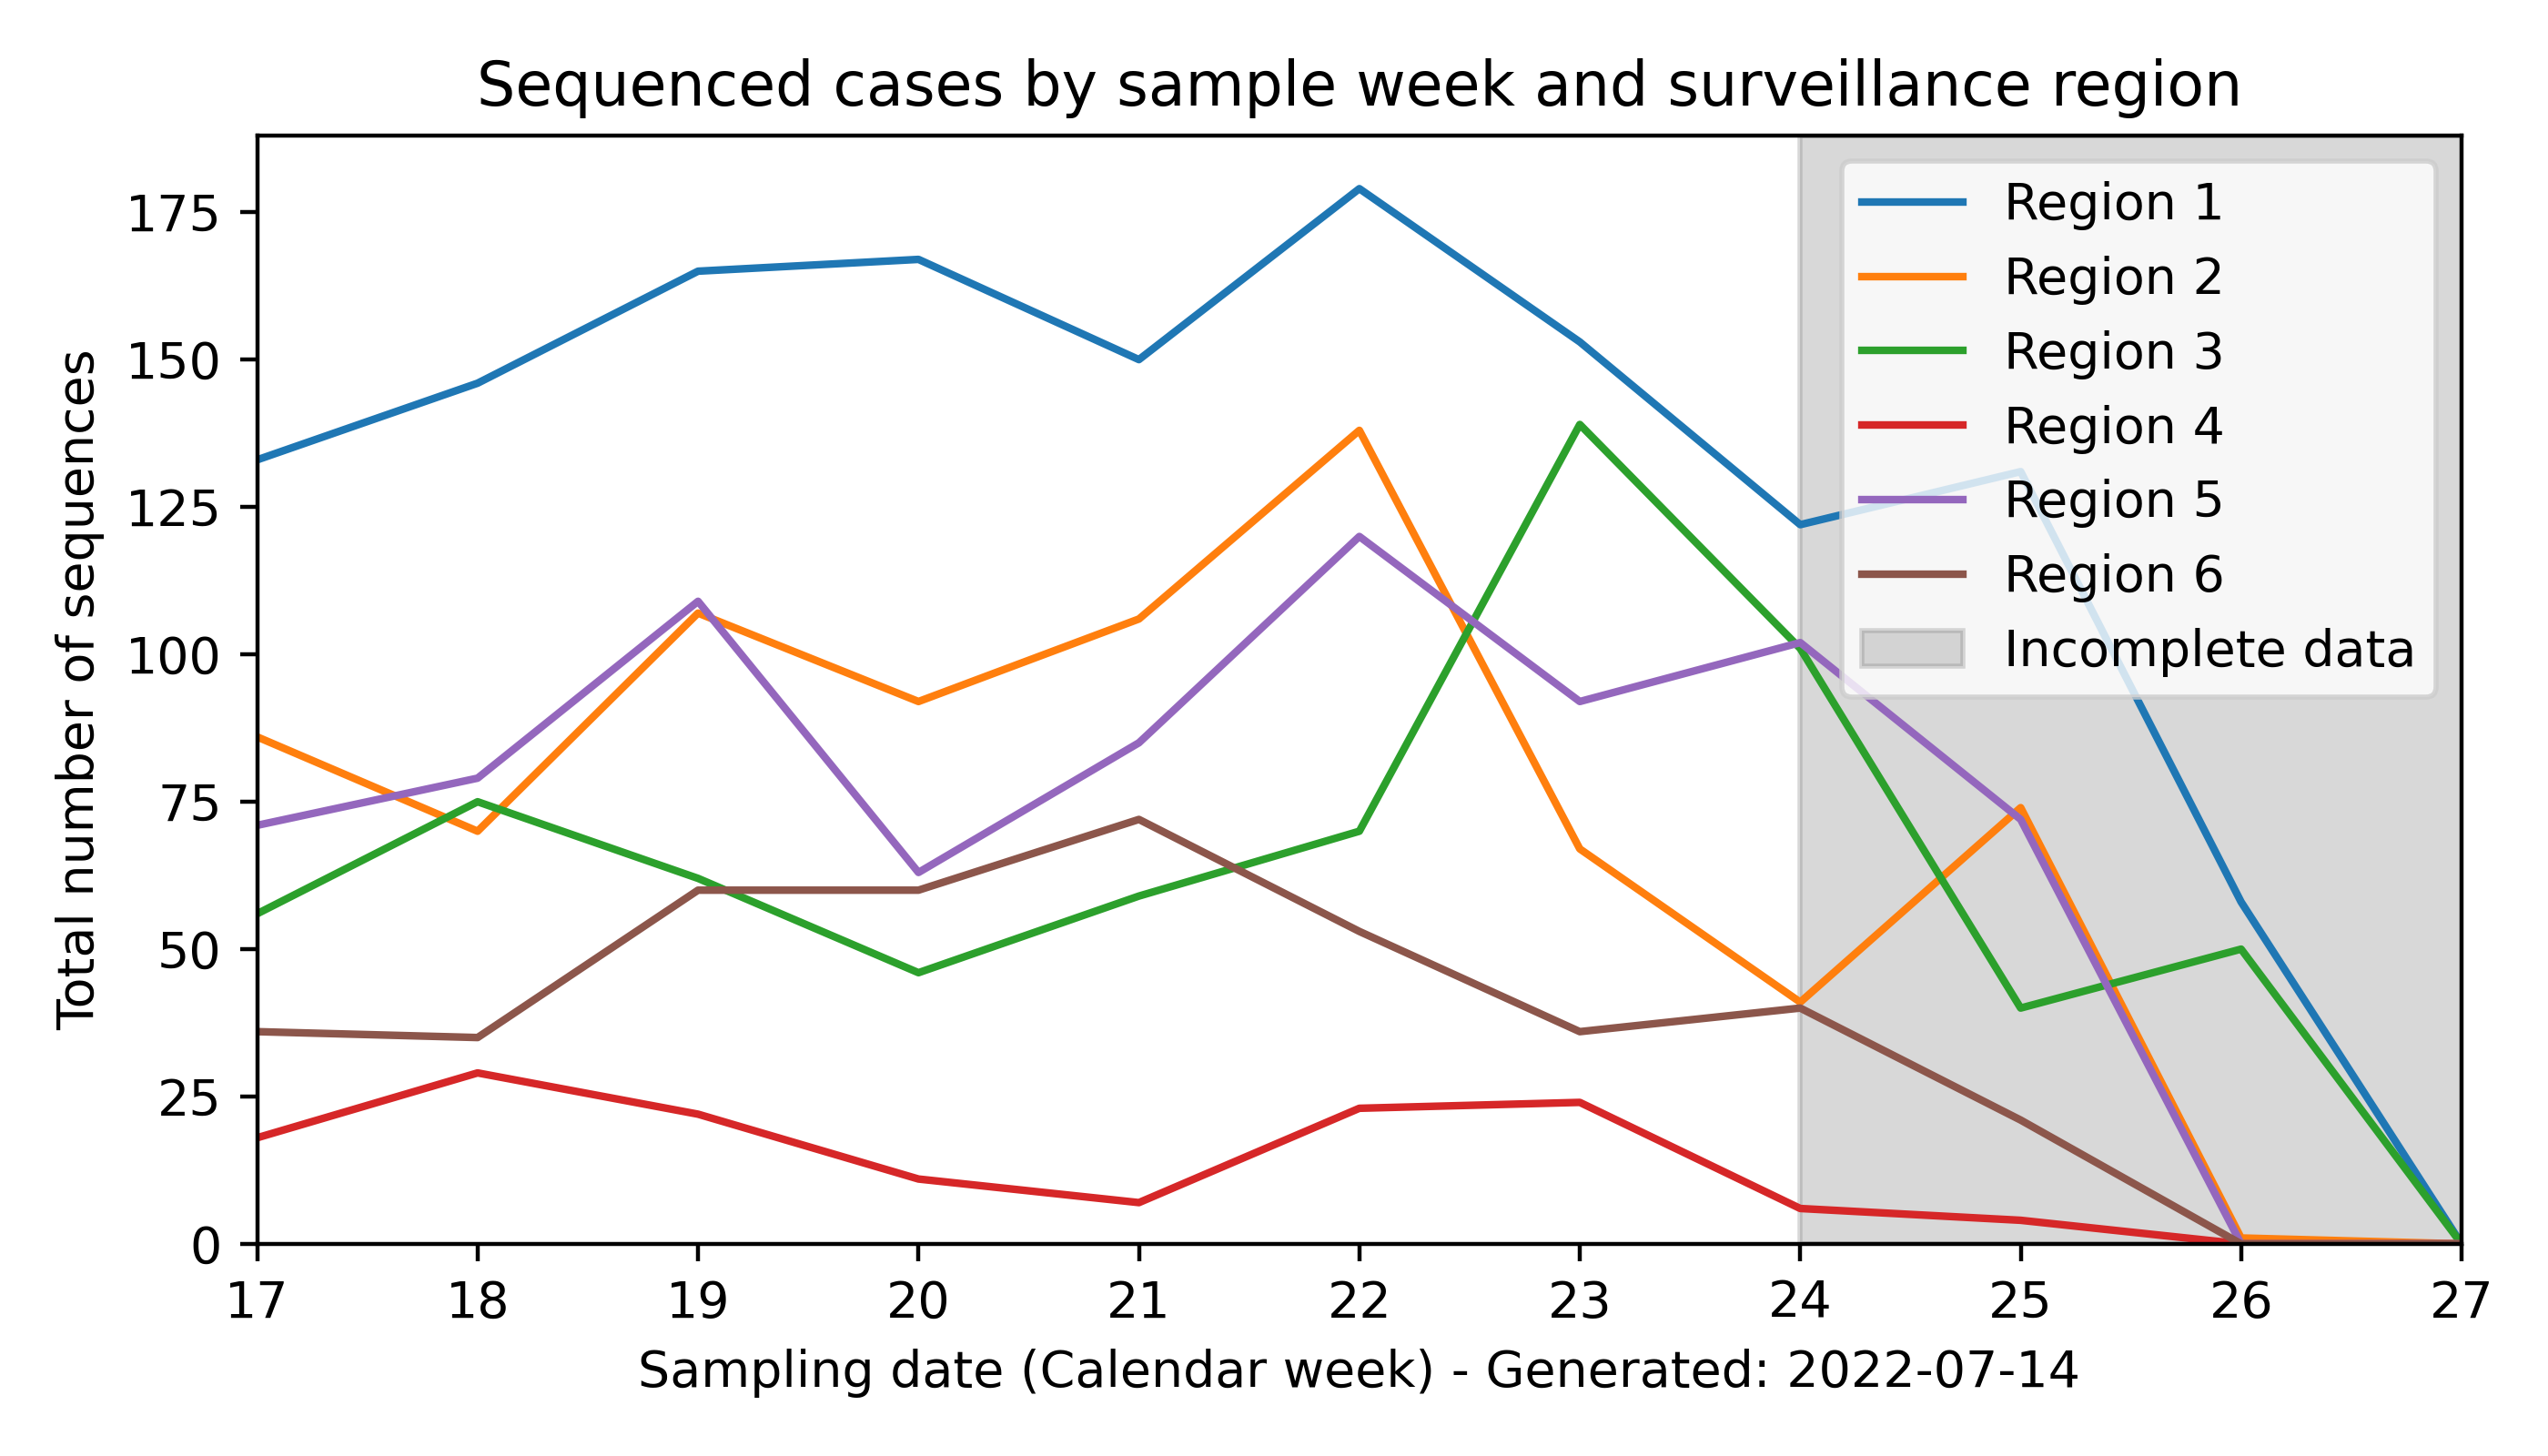 Sequenced cases by sample week and surveillance region
Total number of sequences
175
150
125
100
75
50
25
0
17 18 19 20 21 22 23 24 25 26 27
Sampling date (Calendar week) - Generated: 2022-07-14
Region 1
Region 2
Region 3
Region 4
Region 5
Region 6
Incomplete data